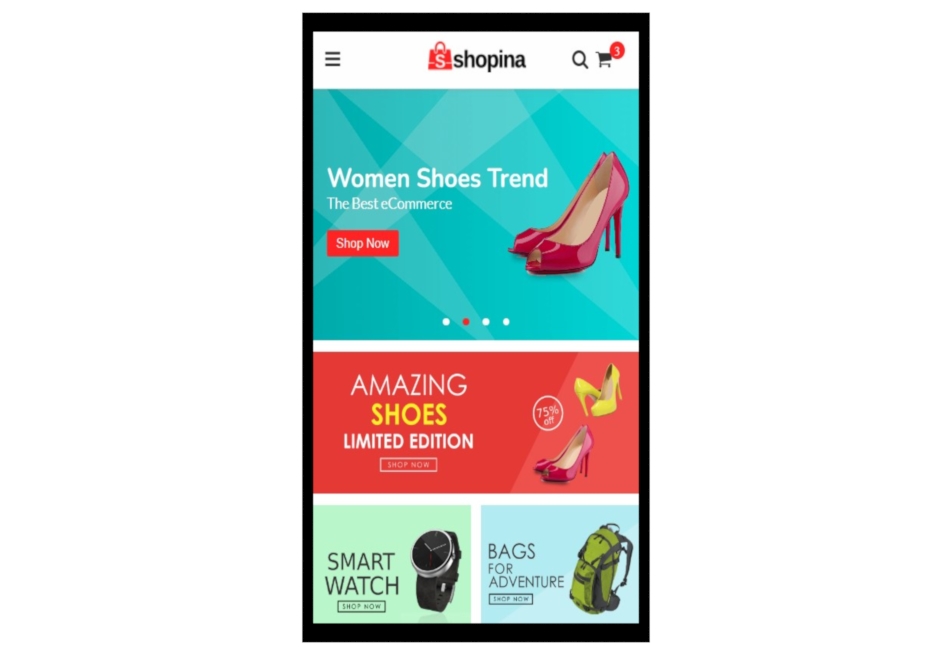 S shopina
3
Women Shoes Trend
The Best eCommerce
Shop Now
AMAZING
SHOES
LIMITED EDITION
SHOP NOW
75%
off
SMART
WATCH
SHOP NOW
BAGS
FOR
ADVENTURE
SHOP NOW